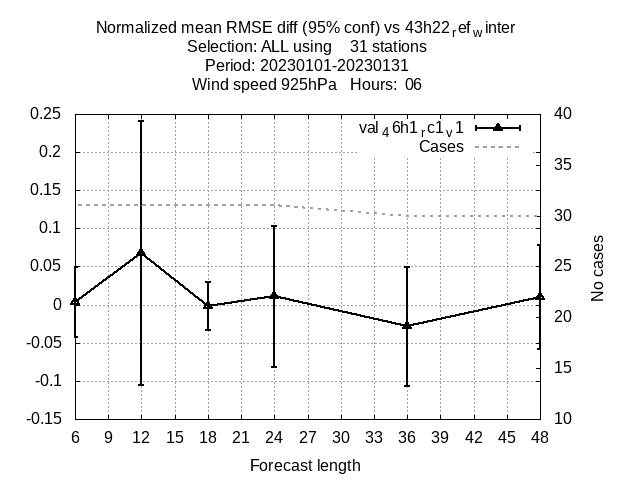 Normalized mean RMSE diff (95% conf) vs 43h22refwinter
Selection: ALL using    31 stations
Period: 20230101-20230131
Wind speed 925hPa   Hours:  06
0.25
0.2
0.15
0.1
0.05
0
-0.05
-0.1
-0.15
40
35
30
25
20
15
10
val46h1rc1v1
Cases
No cases
6 9 12 15 18 21 24 27 30 33 36 39 42 45 48
Forecast length